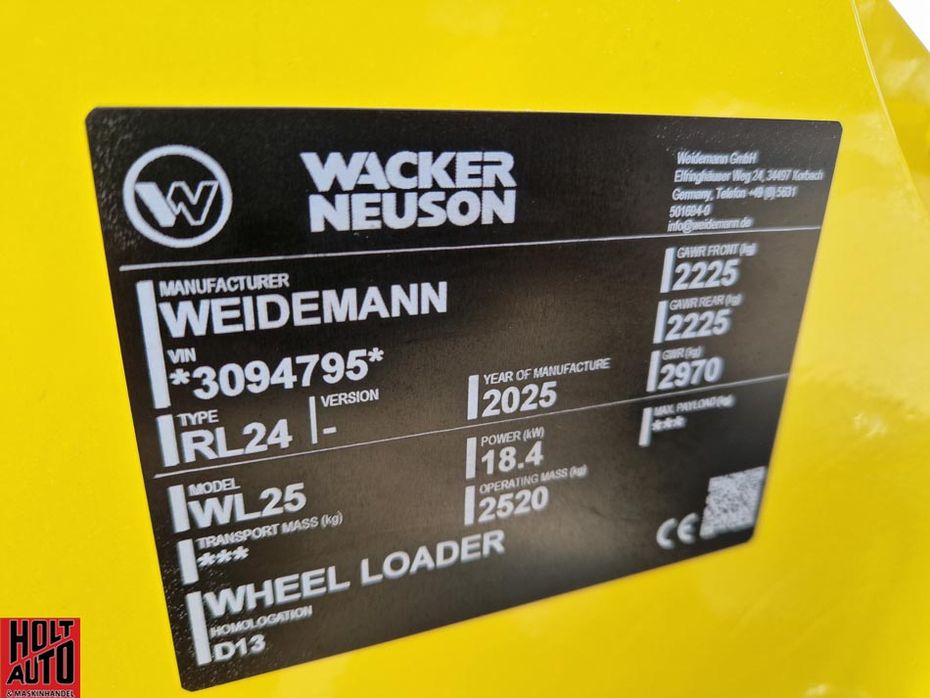 W
WACKER
NEUSON
Weidemann GmbH
Elfringhäuser Weg 24, 34497 Korbach
Germany, Telefon +49 (0) 5631
501694-0
info@weidemann.de
MANUFACTURER
WEIDEMANN
VIN
*3094795*
TYPE
RL24
VERSION
-
YEAR OF MANUFACTURE
2025
GAWR FRONT (kg)
2225
GAWR REAR (kg)
2225
GWR (kg)
2970
MODEL
WL25
POWER (kW)
18.4
MAX. PAYLOAD (kg)
***
TRANSPORT MASS (kg)
***
OPERATING MASS (kg)
2520
WHEEL LOADER
CE
HOMOLOGATION
D13
HOLT
AUTO
& MASKINHANDEL